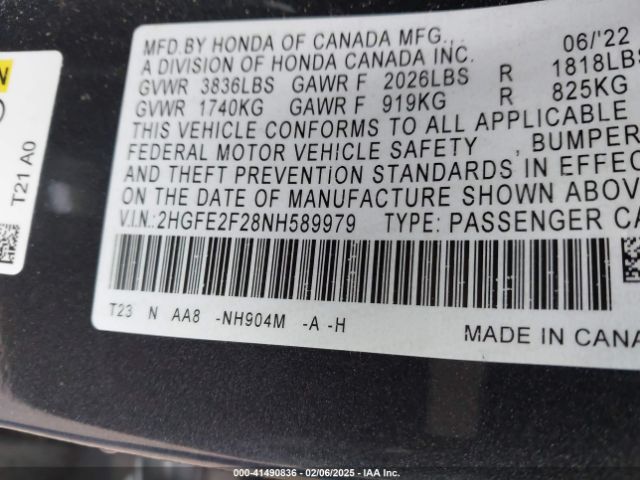 MFD.BY HONDA OF CANADA MFG., 06/'22
A DIVISION OF HONDA CANADA INC.
GVWR 3836LBS GAWR F 2026LBS R 1818LBS
GVWR 1740KG GAWR F 919KG R 825KG
THIS VEHICLE CONFORMS TO ALL APPLICABLE
FEDERAL MOTOR VEHICLE SAFETY , BUMPER
AND THEFT PREVENTION STANDARDS IN EFFEC
ON THE DATE OF MANUFACTURE SHOWN ABOV
V.I.N.:2HGFE2F28NH589979 TYPE: PASSENGER CA
T23 N AA8 -NH904M -A -H
MADE IN CANA
T21 A0
N
©41490836 - 02/06/2025 - IAA Inc.